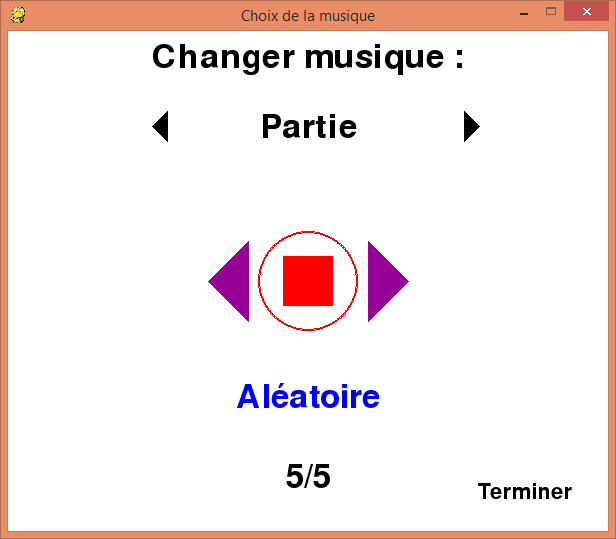 Choix de la musique
Changer musique :
Partie
Aléatoire
5/5
Terminer